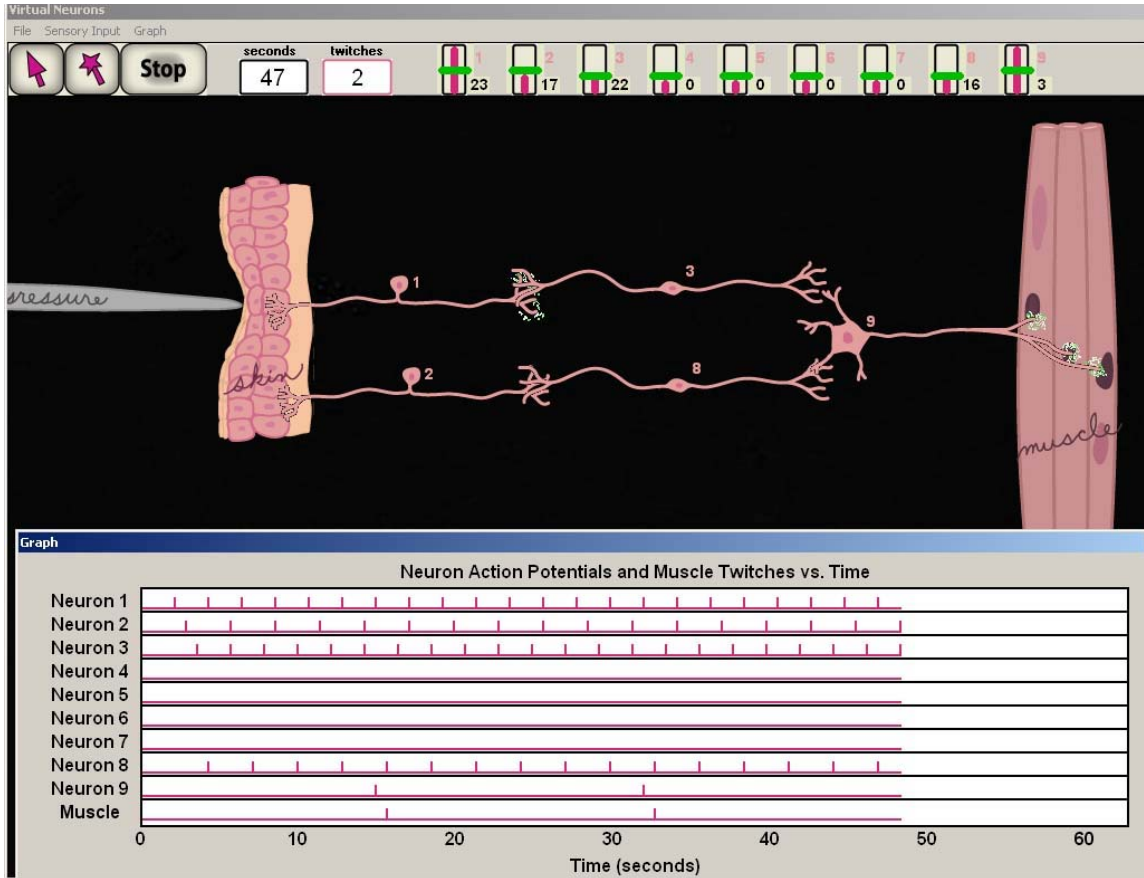 Virtual Neurons
File Sensory Input Graph
Stop
seconds
47
twitches
2
1
23
2
17
3
22
4
0
5
0
6
0
7
0
8
16
9
3
pressure
skin
1
2
3
8
9
muscle
Graph
Neuron Action Potentials and Muscle Twitches vs. Time
Neuron 1
Neuron 2
Neuron 3
Neuron 4
Neuron 5
Neuron 6
Neuron 7
Neuron 8
Neuron 9
Muscle
0 10 20 30 40 50 60
Time (seconds)